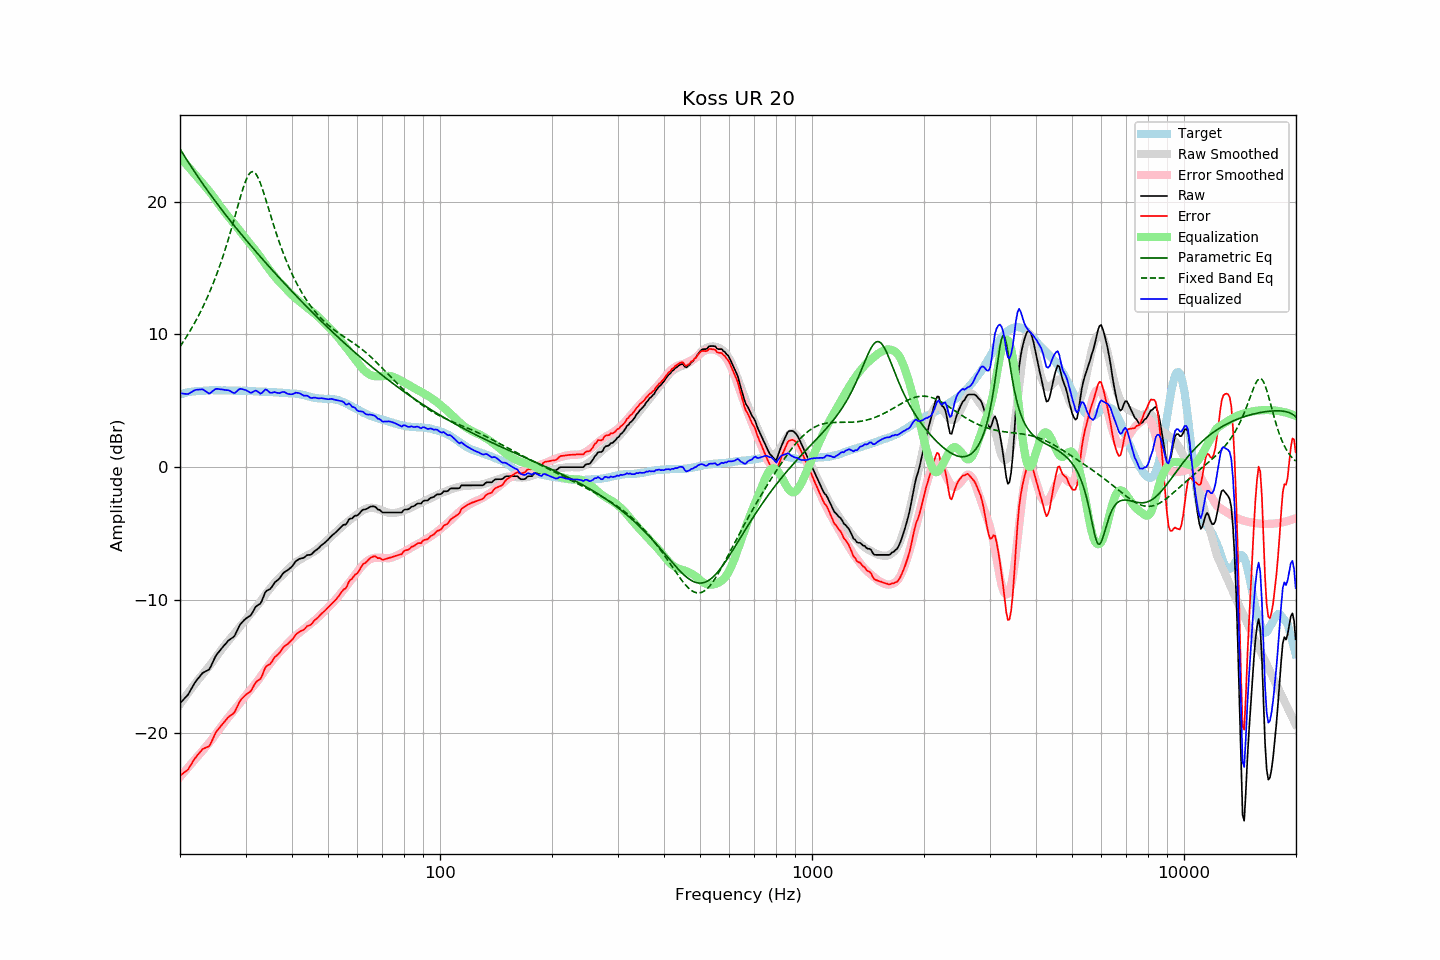 Koss UR 20
Target
Raw Smoothed
Error Smoothed
Raw
Error
Equalization
Parametric Eq
Fixed Band Eq
Equalized
Amplitude (dBr)
20
10
0
−10
−20
100
1000
10000
Frequency (Hz)